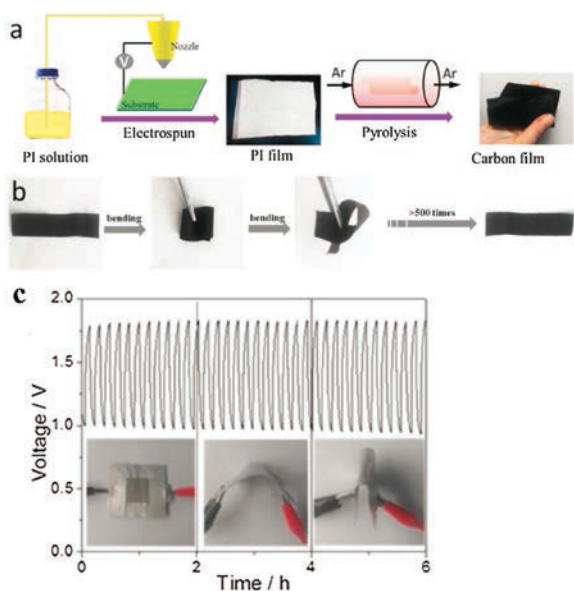 a
Nozzle
V
Substrate
Ar
Ar
Electrospun
Pyrolysis
PI solution
PI film
Carbon film
b
bending
bending
>500 times
c
2.0
1.5
1.0
0.5
0.0
Voltage / V
0
2
4
6
Time / h